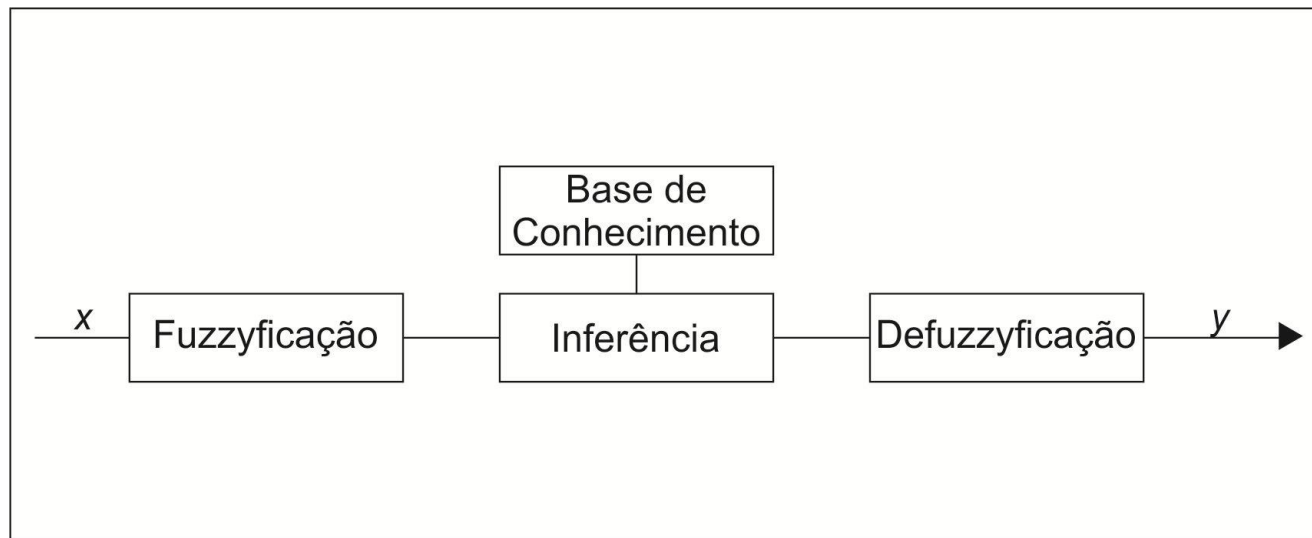 Base de
Conhecimento
x
Fuzzyficação
Inferência
Defuzzyficação
y